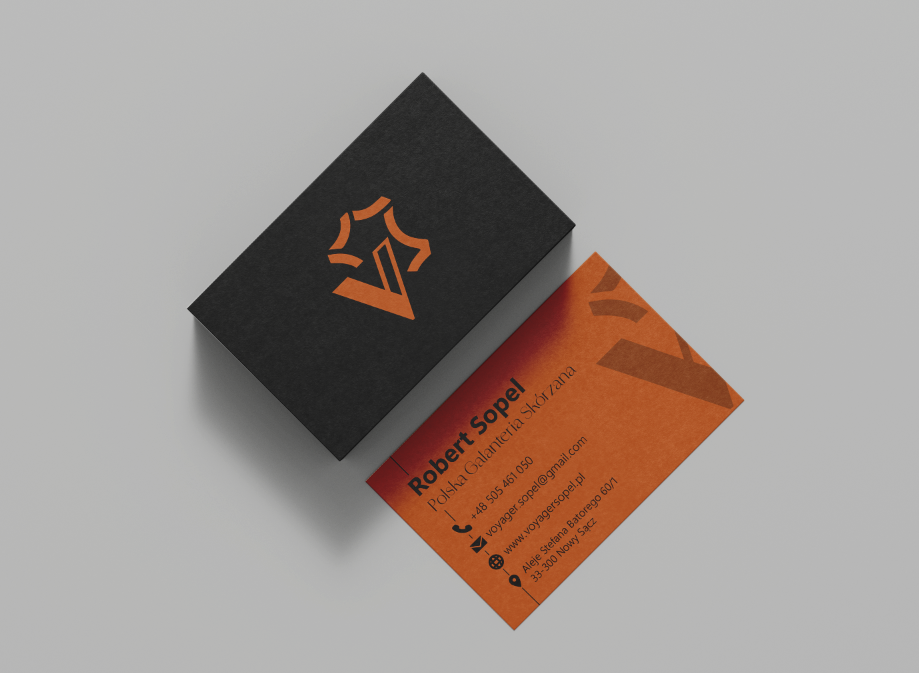 Robert Sopel
Polska Galanteria Skórzana
+48 505 461 050
voyager.sopel@gmail.com
www.voyagersopel.pl
Aleje Stefana Batorego 60/1
33-300 Nowy Sącz